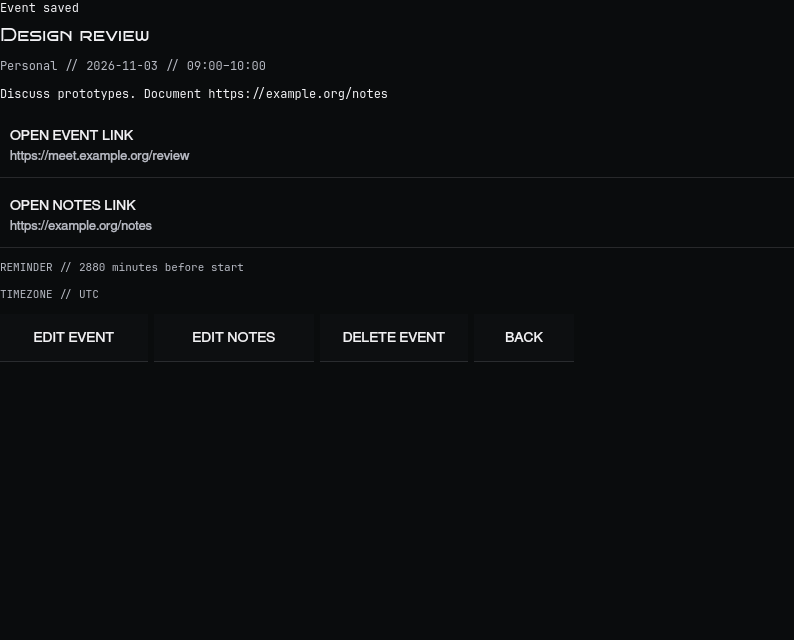 Event saved
Design review
Personal // 2026-11-03 // 09:00–10:00
Discuss prototypes. Document https://example.org/notes
OPEN EVENT LINK
https://meet.example.org/review
OPEN NOTES LINK
https://example.org/notes
REMINDER // 2880 minutes before start
TIMEZONE // UTC
EDIT EVENT EDIT NOTES DELETE EVENT BACK